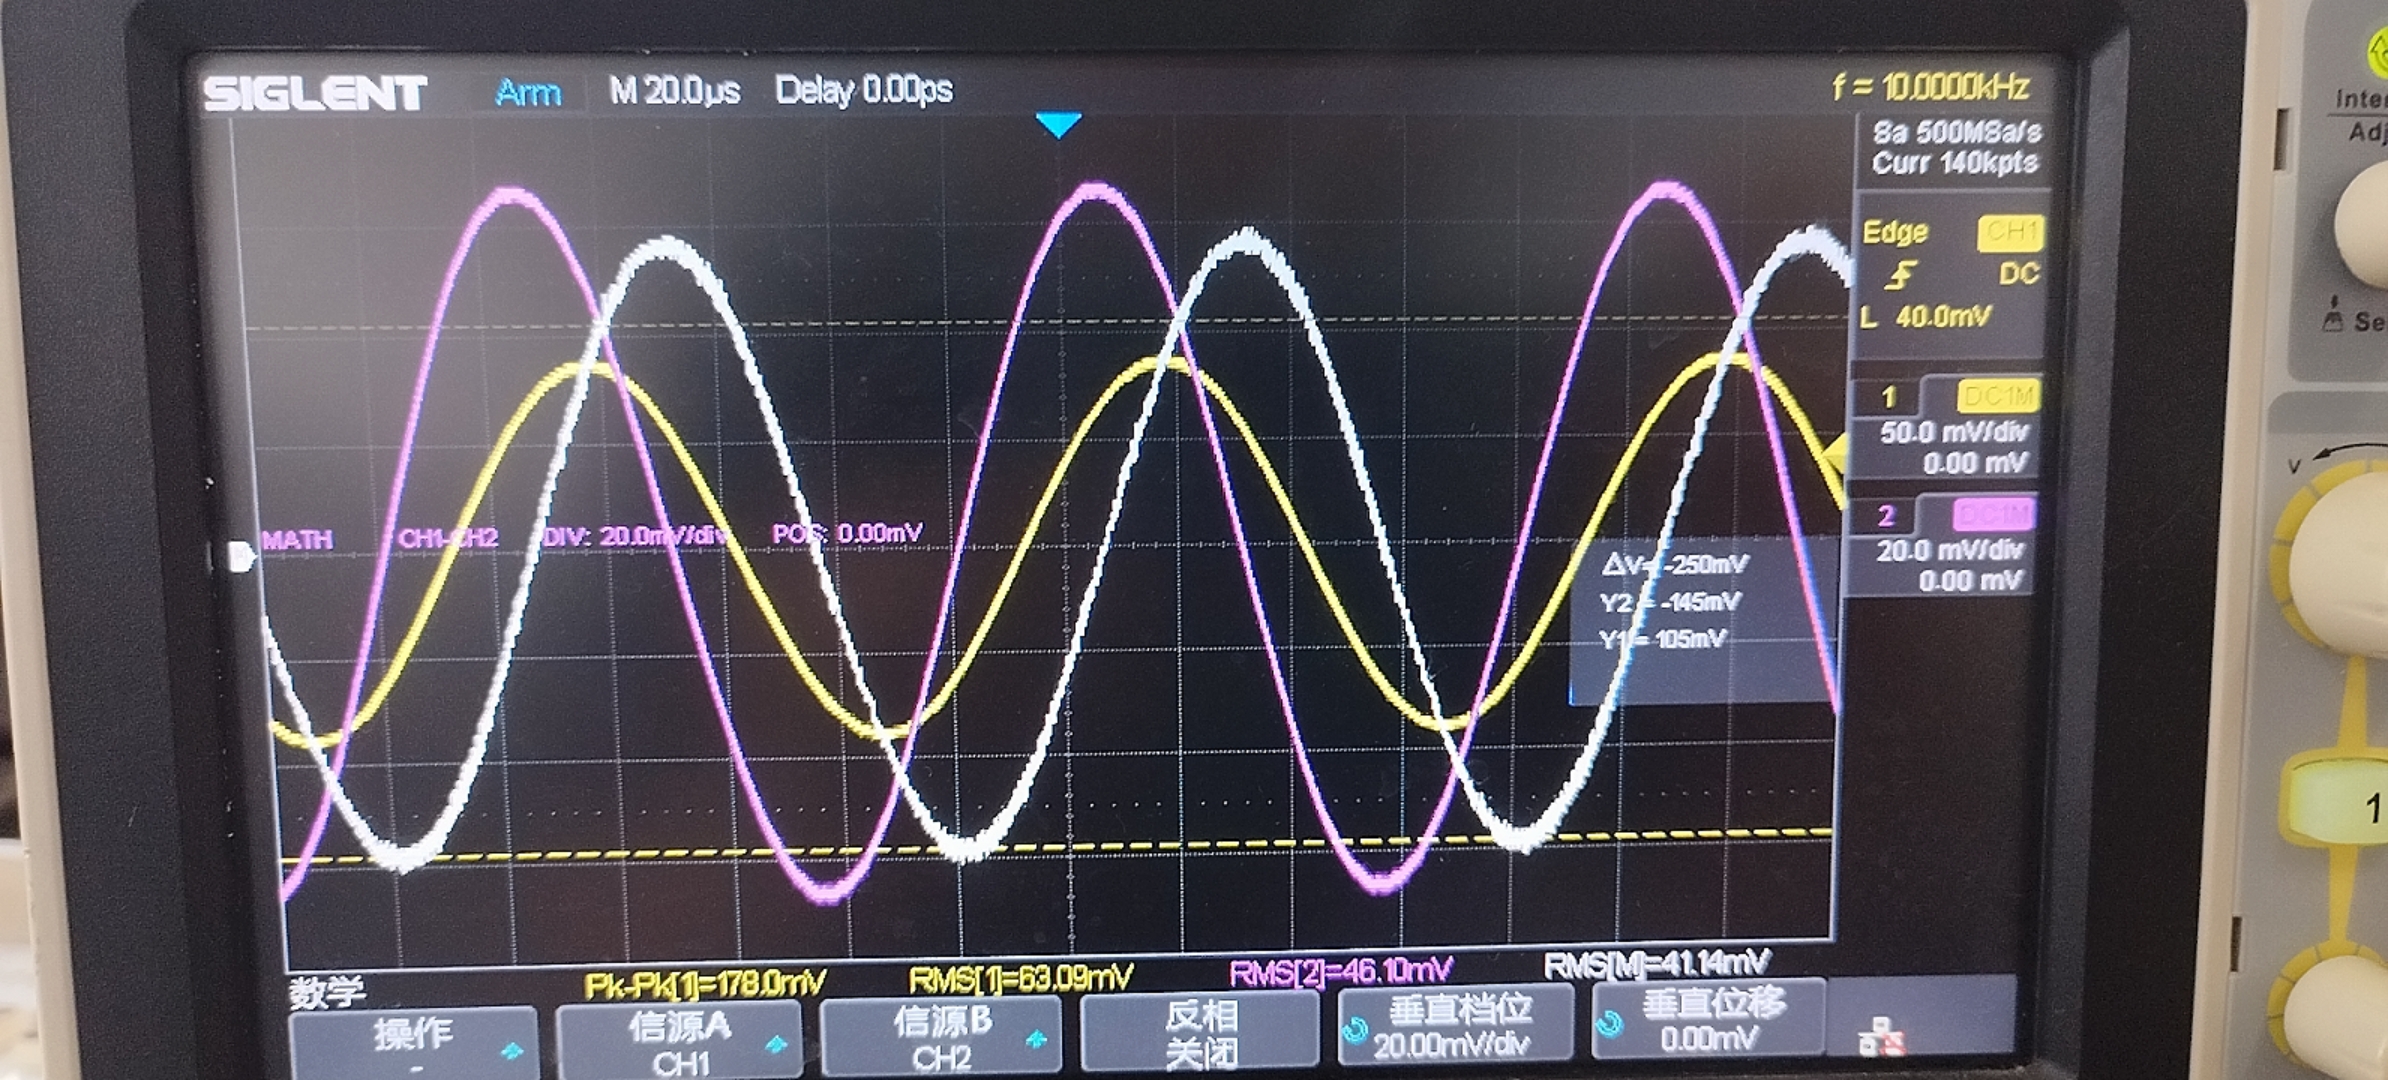 SIGLENT Arm M 20.0µs Delay 0.00ps f = 10.0000kHz
Sa 500MSa/s
Curr 140kpts
Edge CH1
DC
L 40.0mV
1 DC1M
50.0 mV/div
0.00 mV
2 DC1M
20.0 mV/div
0.00 mV
MATH CH1-CH2 DIV: 20.0mV/div POS: 0.00mV
ΔV= -250mV
Y2 = -145mV
Y1 = 105mV
Pk-Pk[1]=178.0mV RMS[1]=63.09mV RMS[2]=46.10mV RMS[M]=41.14mV
数学
操作
-
信源A
CH1
信源B
CH2
反相
关闭
垂直档位
20.00mV/div
垂直位移
0.00mV
V
1